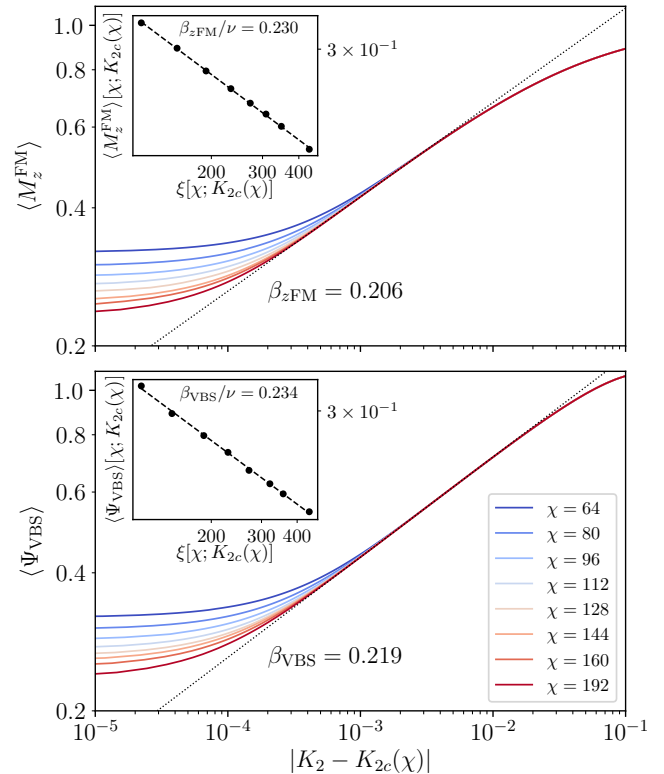 1.0
0.8
0.6
0.4
0.2
⟨M_z^FM⟩
⟨M_z^FM⟩[χ; K_2c(χ)]
β_zFM/ν = 0.230
3 × 10⁻¹
200 300 400
ξ[χ; K_2c(χ)]
β_zFM = 0.206
1.0
0.8
0.6
0.4
0.2
⟨Ψ_VBS⟩
⟨Ψ_VBS⟩[χ; K_2c(χ)]
β_VBS/ν = 0.234
3 × 10⁻¹
200 300 400
ξ[χ; K_2c(χ)]
β_VBS = 0.219
χ = 64
χ = 80
χ = 96
χ = 112
χ = 128
χ = 144
χ = 160
χ = 192
10⁻⁵ 10⁻⁴ 10⁻³ 10⁻² 10⁻¹
|K_2 − K_2c(χ)|